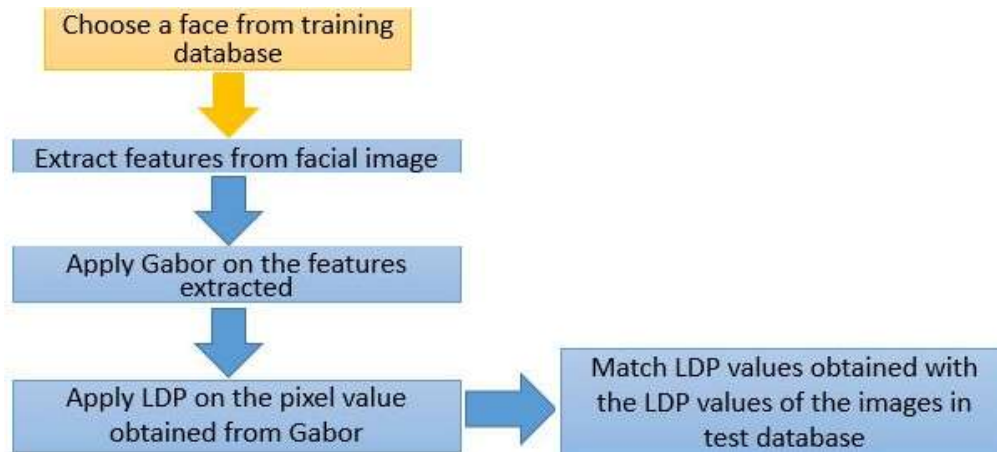 Choose a face from training
database
Extract features from facial image
Apply Gabor on the features
extracted
Apply LDP on the pixel value
obtained from Gabor
Match LDP values obtained with
the LDP values of the images in
test database